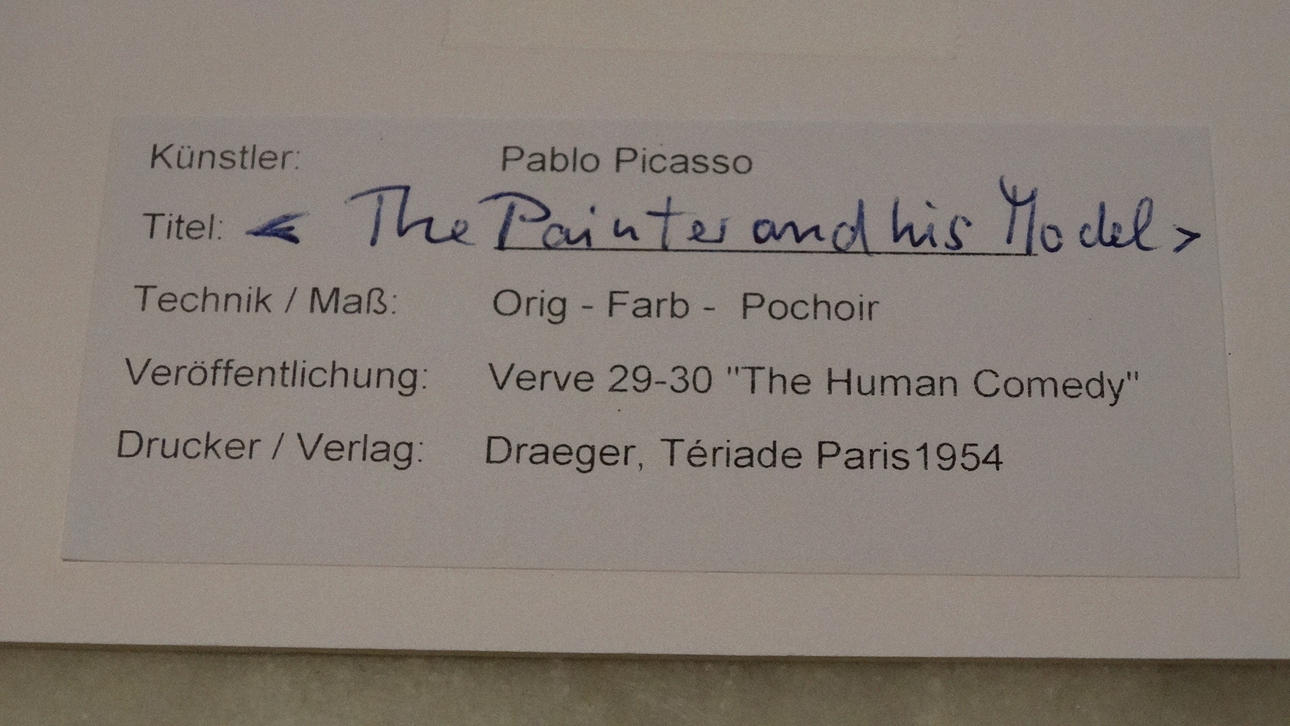 Künstler: Pablo Picasso
Titel: < The Painter and his Model >
Technik / Maß: Orig - Farb - Pochoir
Veröffentlichung: Verve 29-30 "The Human Comedy"
Drucker / Verlag: Draeger, Tériade Paris1954